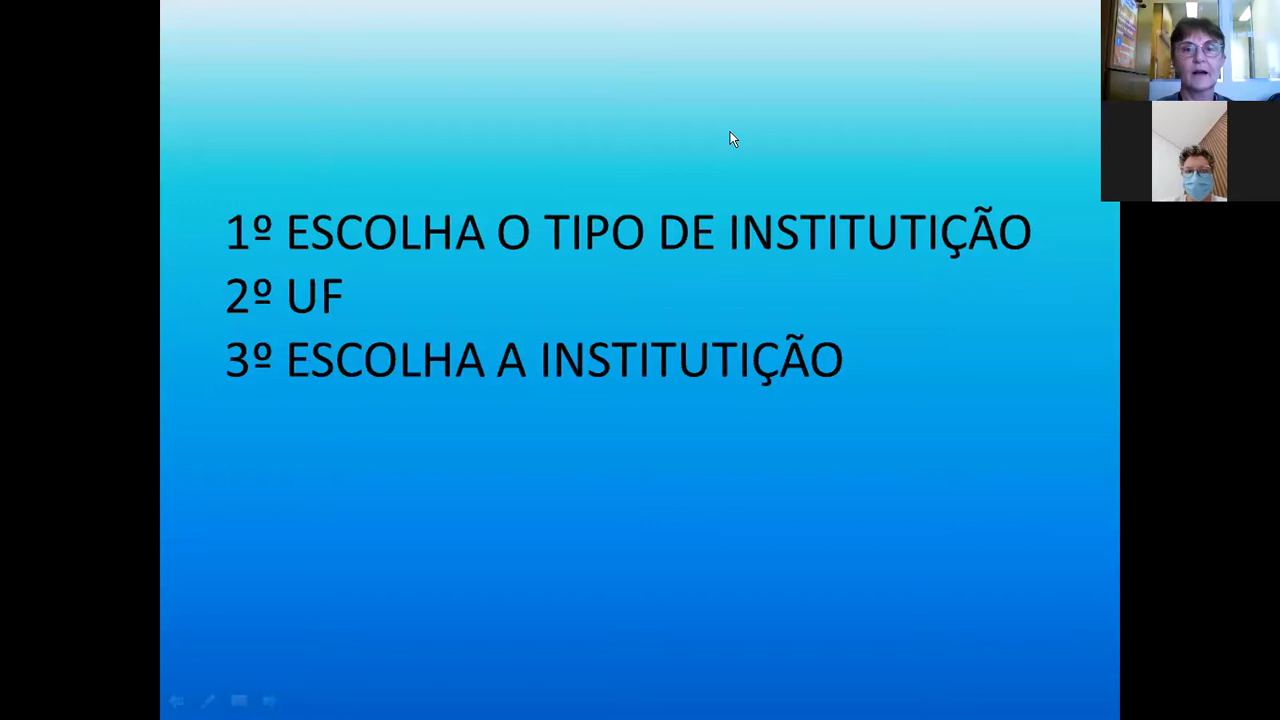 1º ESCOLHA O TIPO DE INSTITUTIÇÃO
2º UF
3º ESCOLHA A INSTITUTIÇÃO